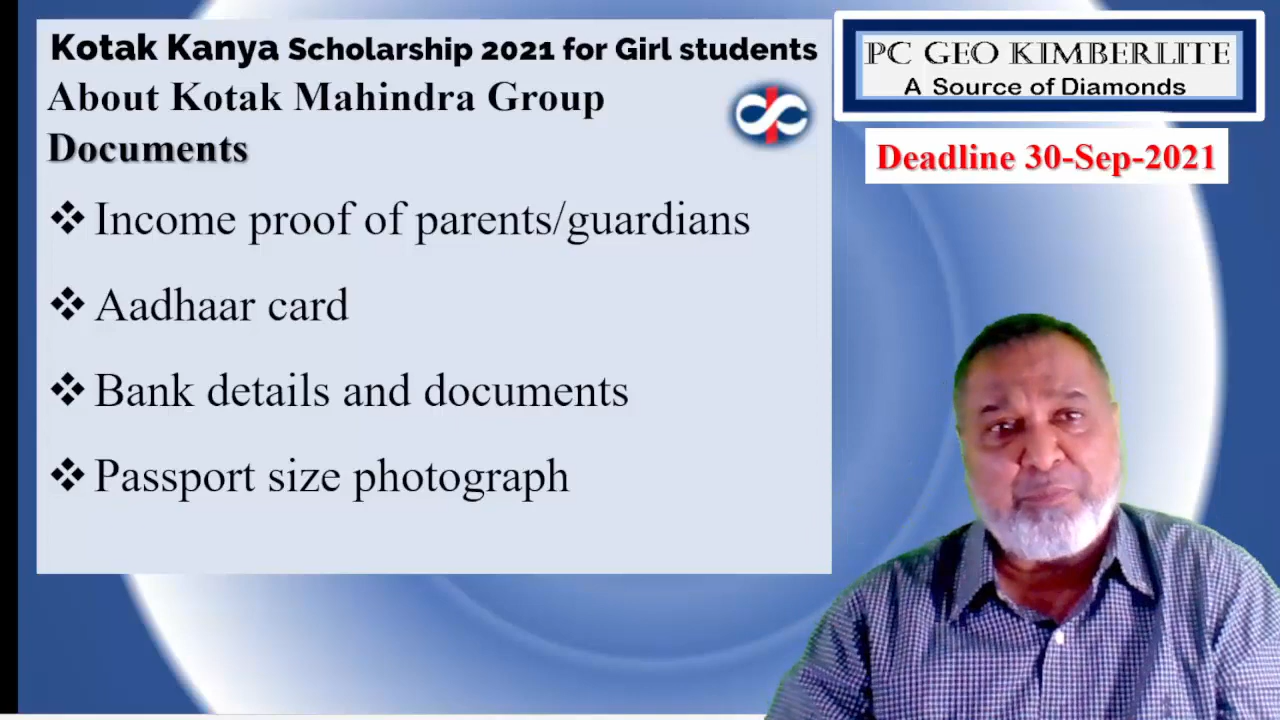 Kotak Kanya Scholarship 2021 for Girl students
About Kotak Mahindra Group
Documents
❖ Income proof of parents/guardians
❖ Aadhaar card
❖ Bank details and documents
❖ Passport size photograph
PC GEO KIMBERLITE
A Source of Diamonds
Deadline 30-Sep-2021